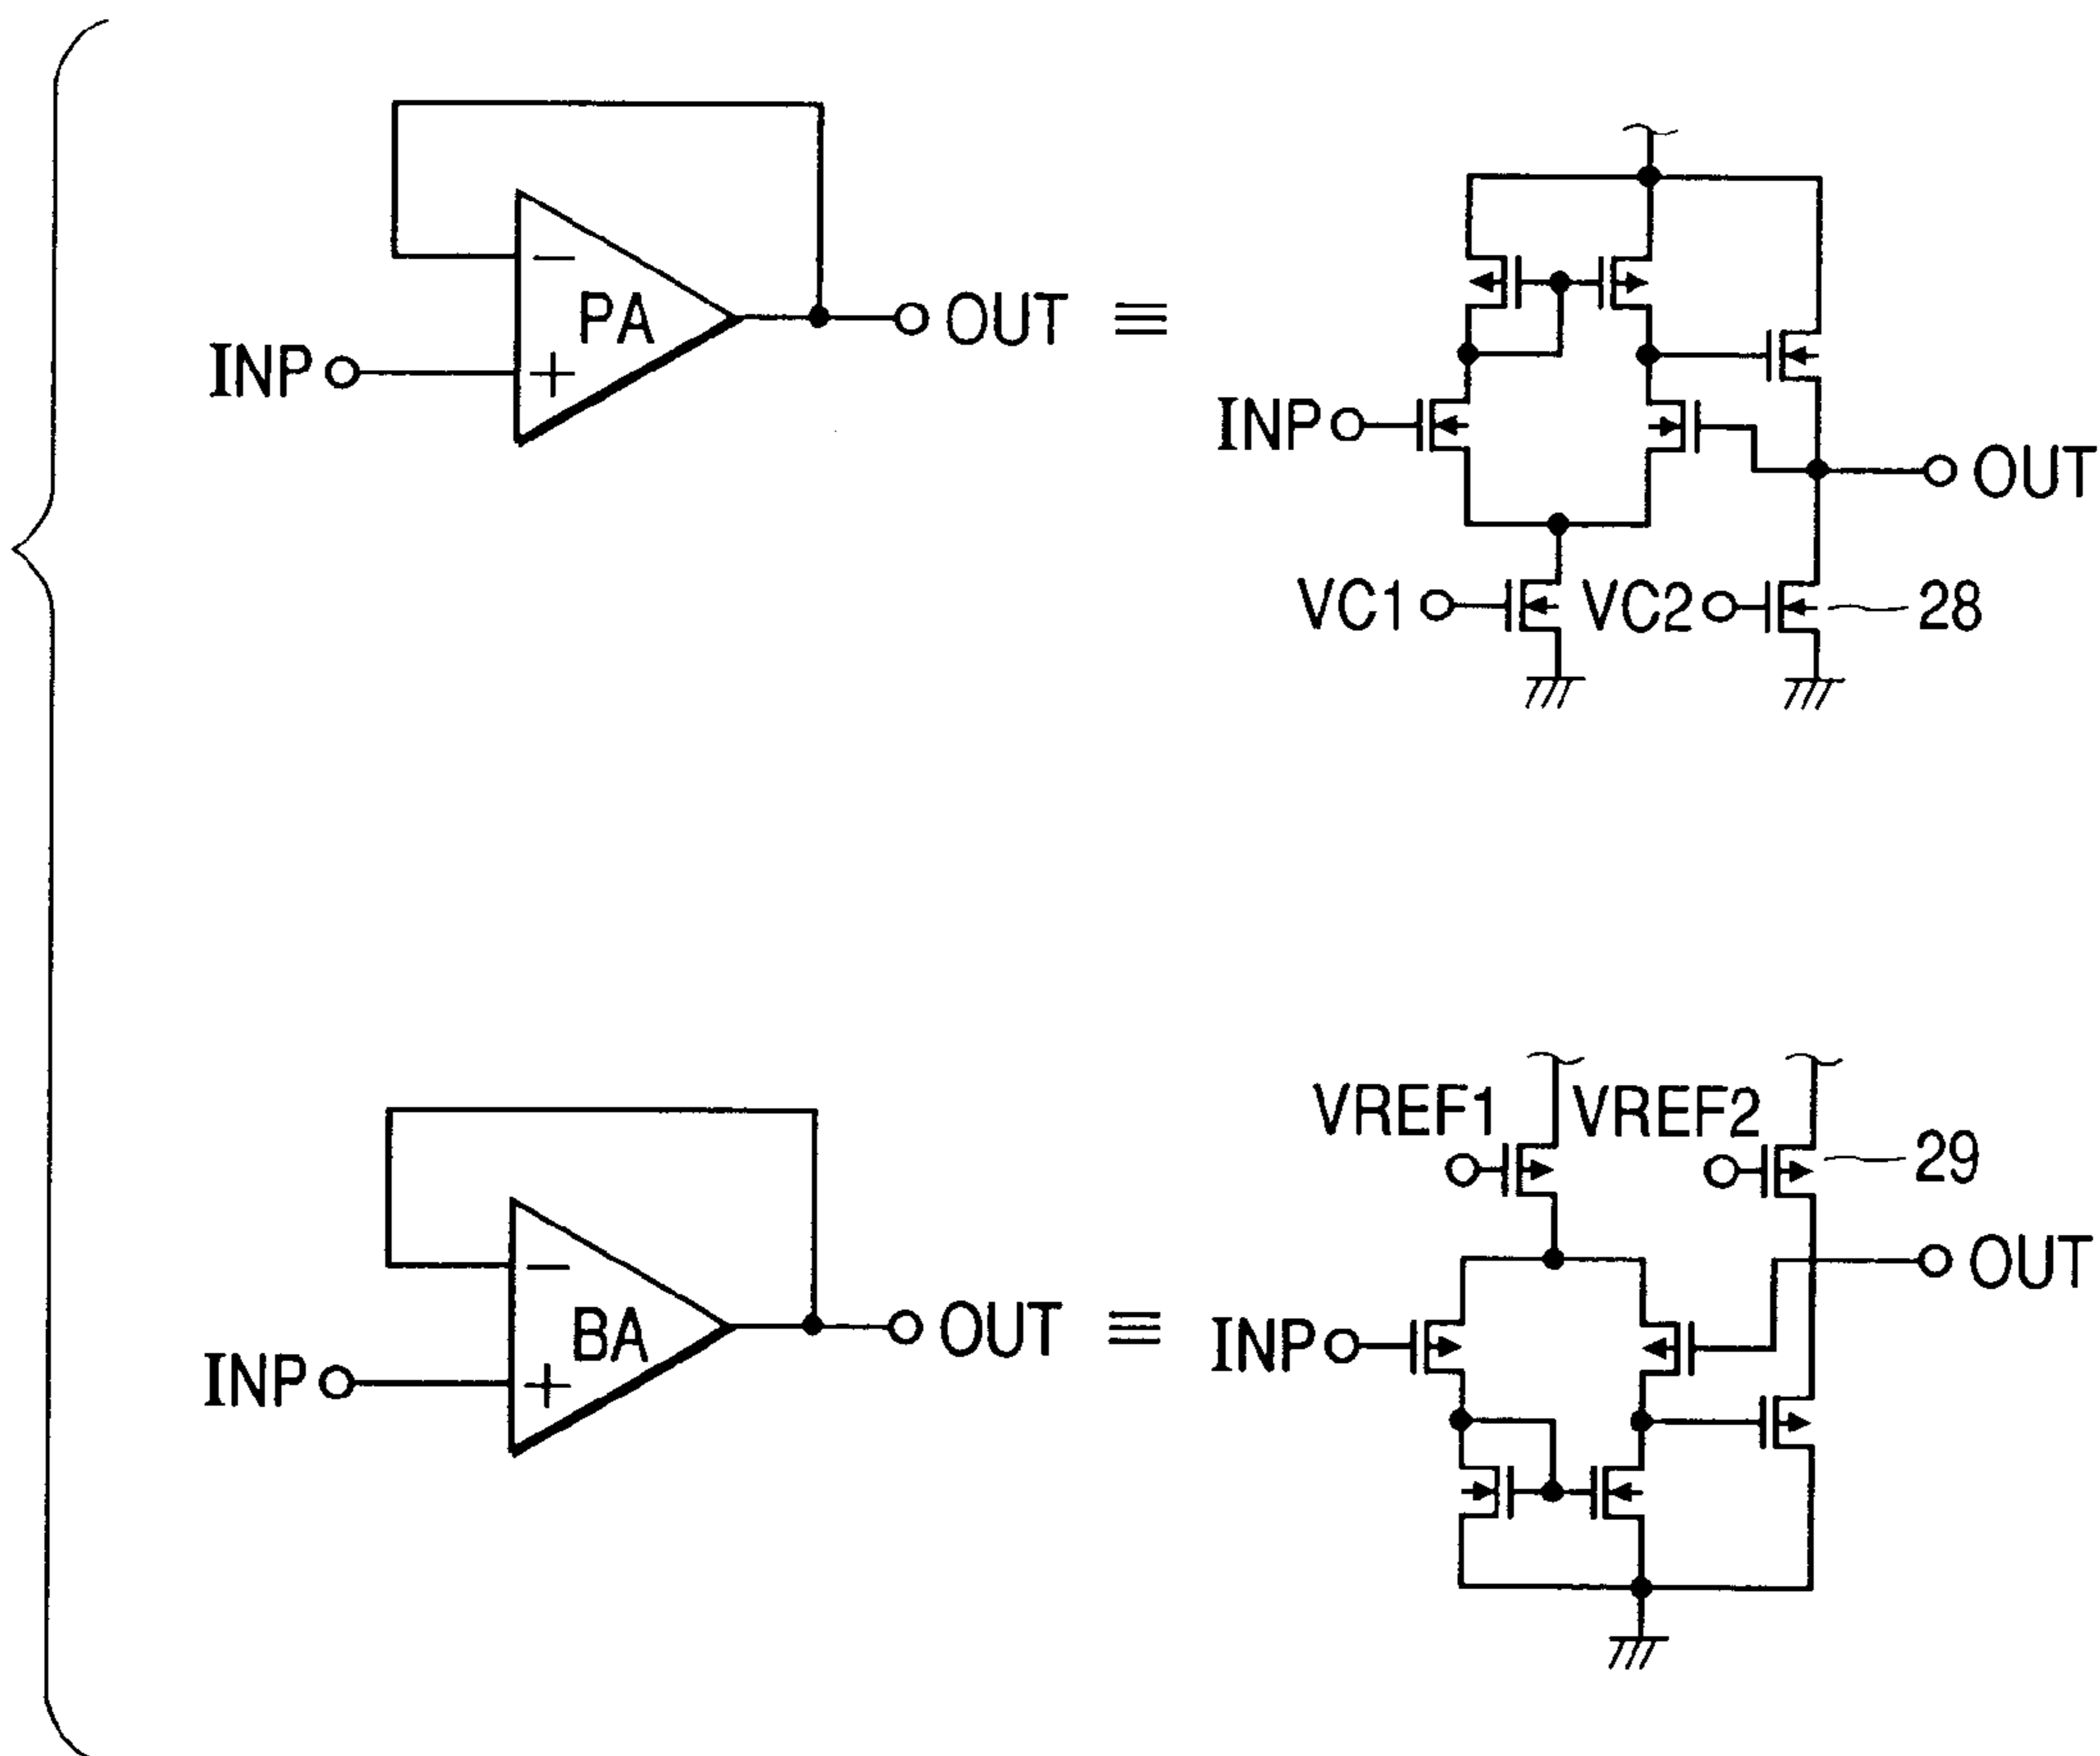 PA
INP
−
+
OUT ≡
INP
OUT
VC1
VC2
28
BA
INP
−
+
OUT ≡
VREF1
VREF2
29
INP
OUT